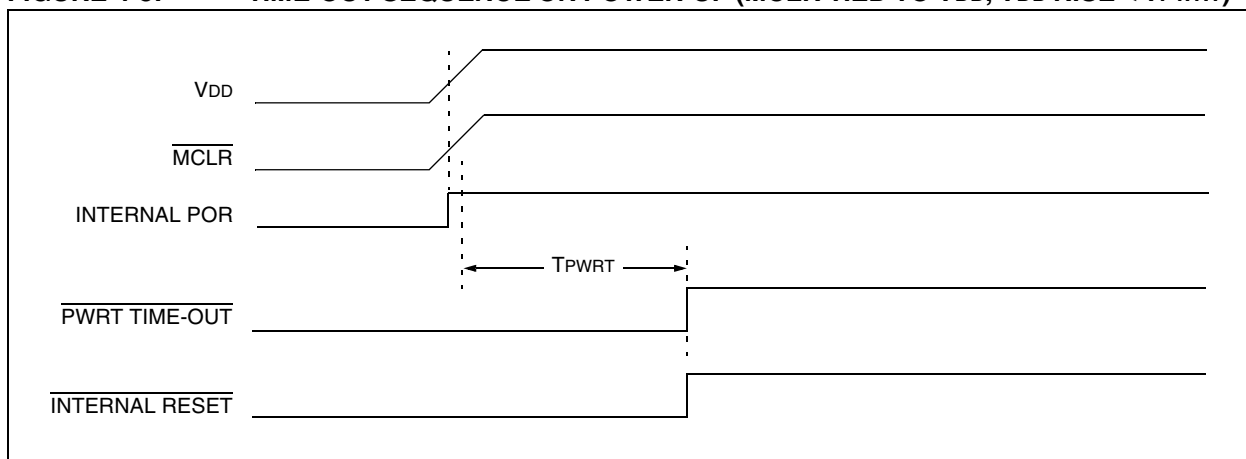 VDD
MCLR
INTERNAL POR
TPWRT
PWRT TIME-OUT
INTERNAL RESET